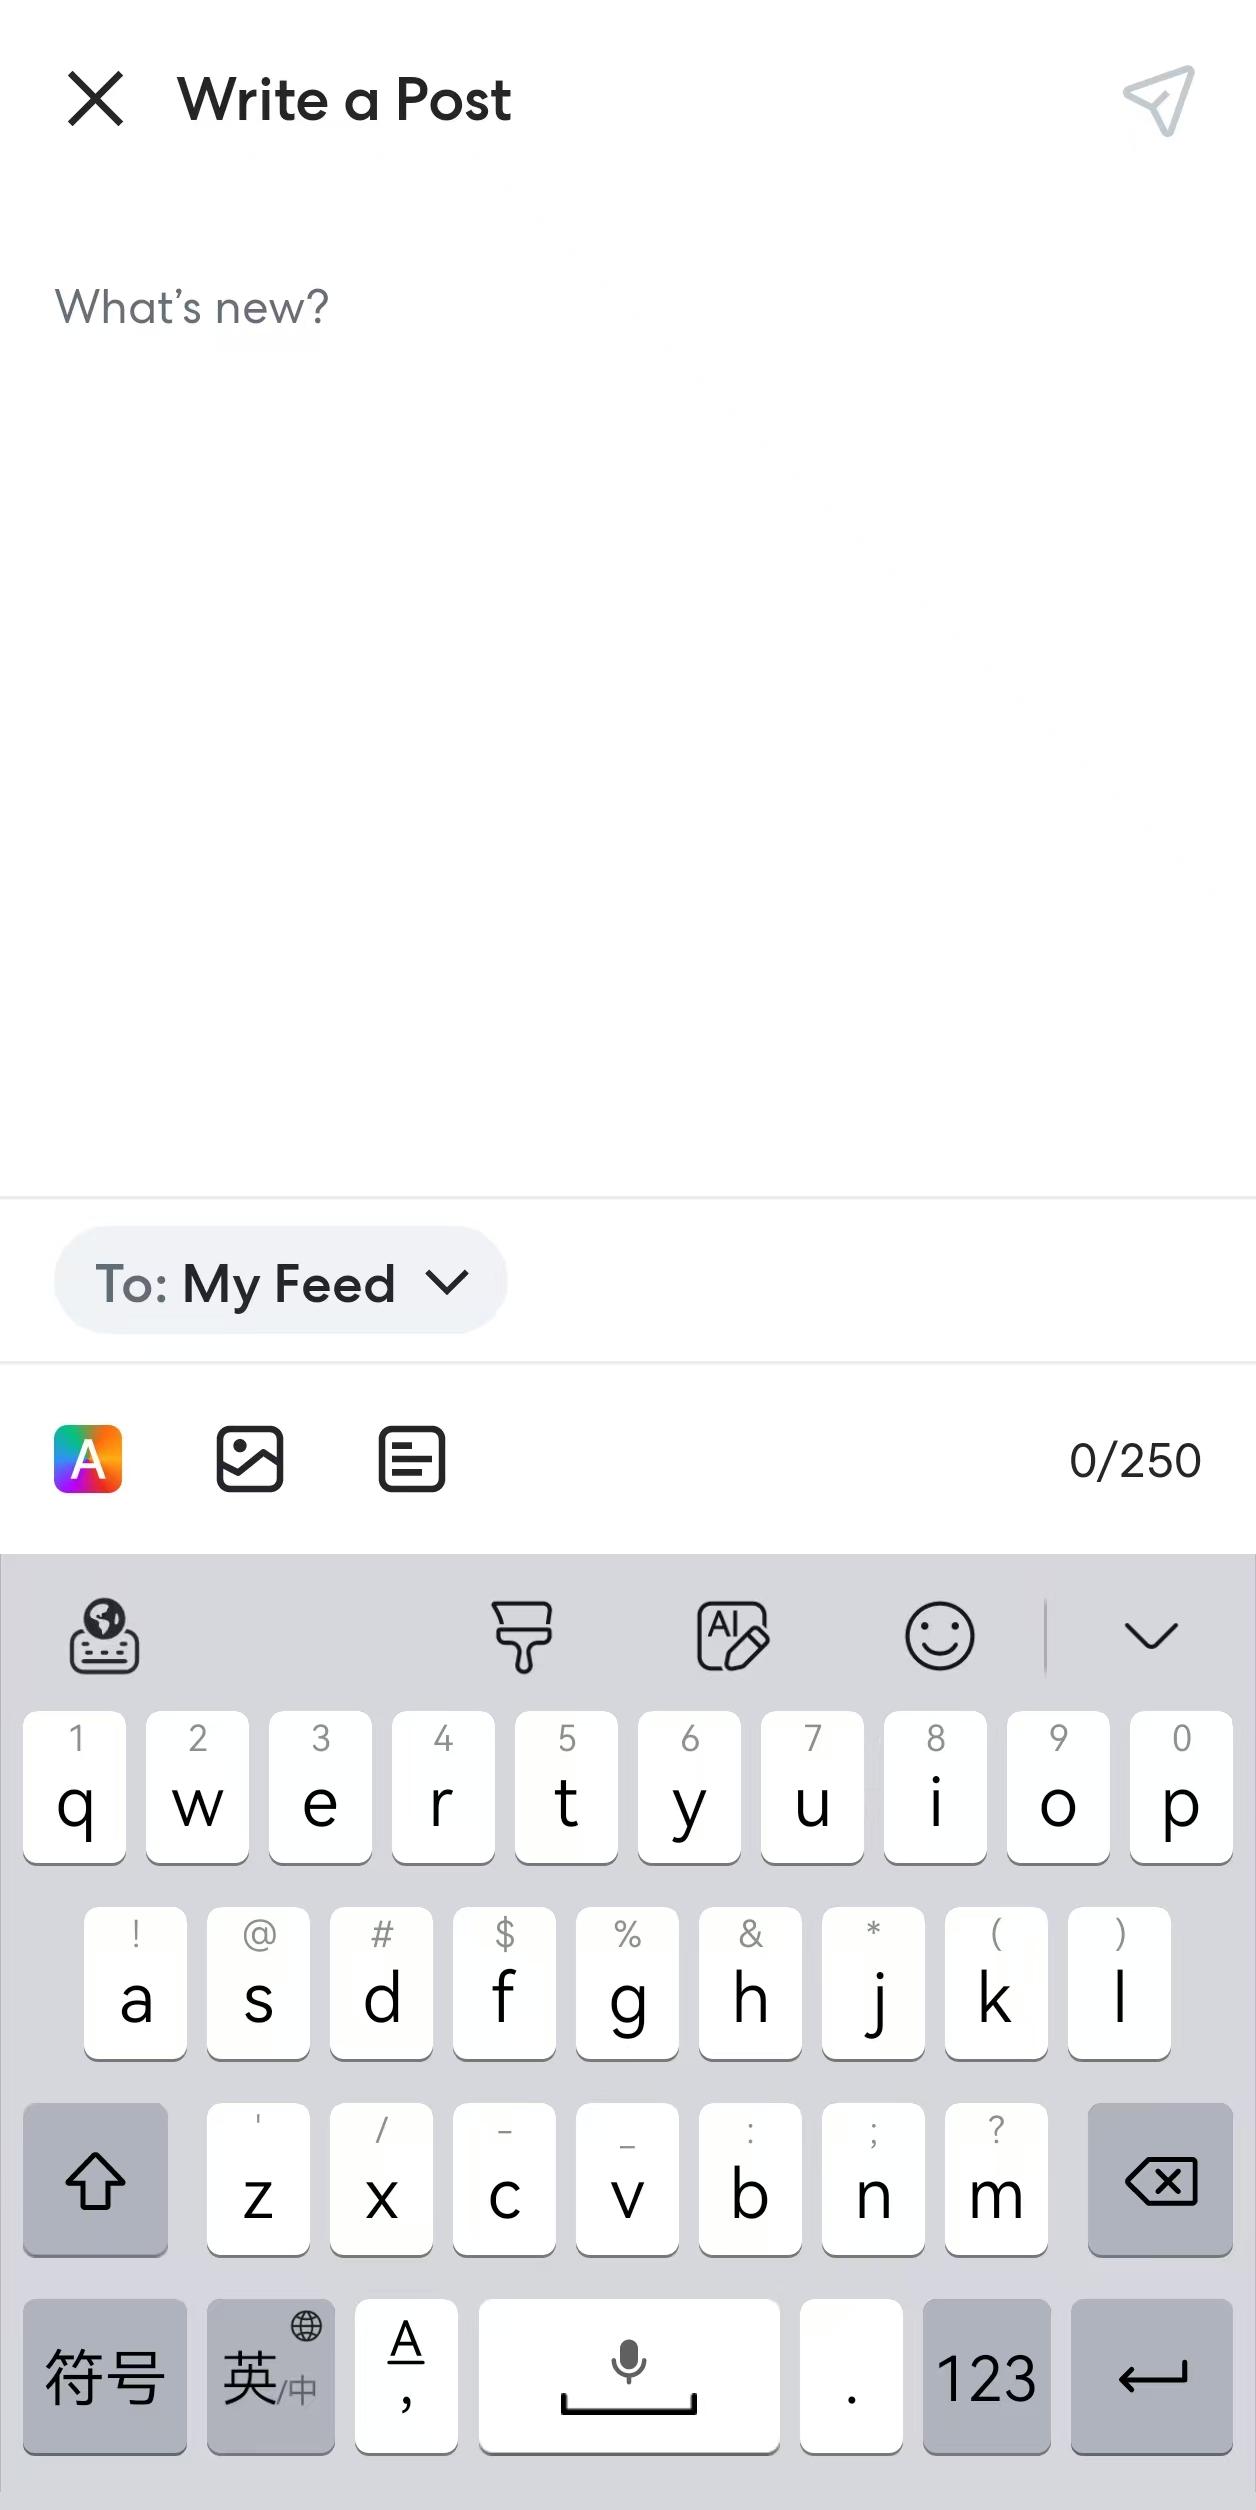 Write a Post
What’s new?
To: My Feed
A
0/250
AI
1 2 3 4 5 6 7 8 9 0
q w e r t y u i o p
! @ # $ % & * ( )
a s d f g h j k l
' / - _ : ; ?
z x c v b n m
符号 英/中 A , . 123